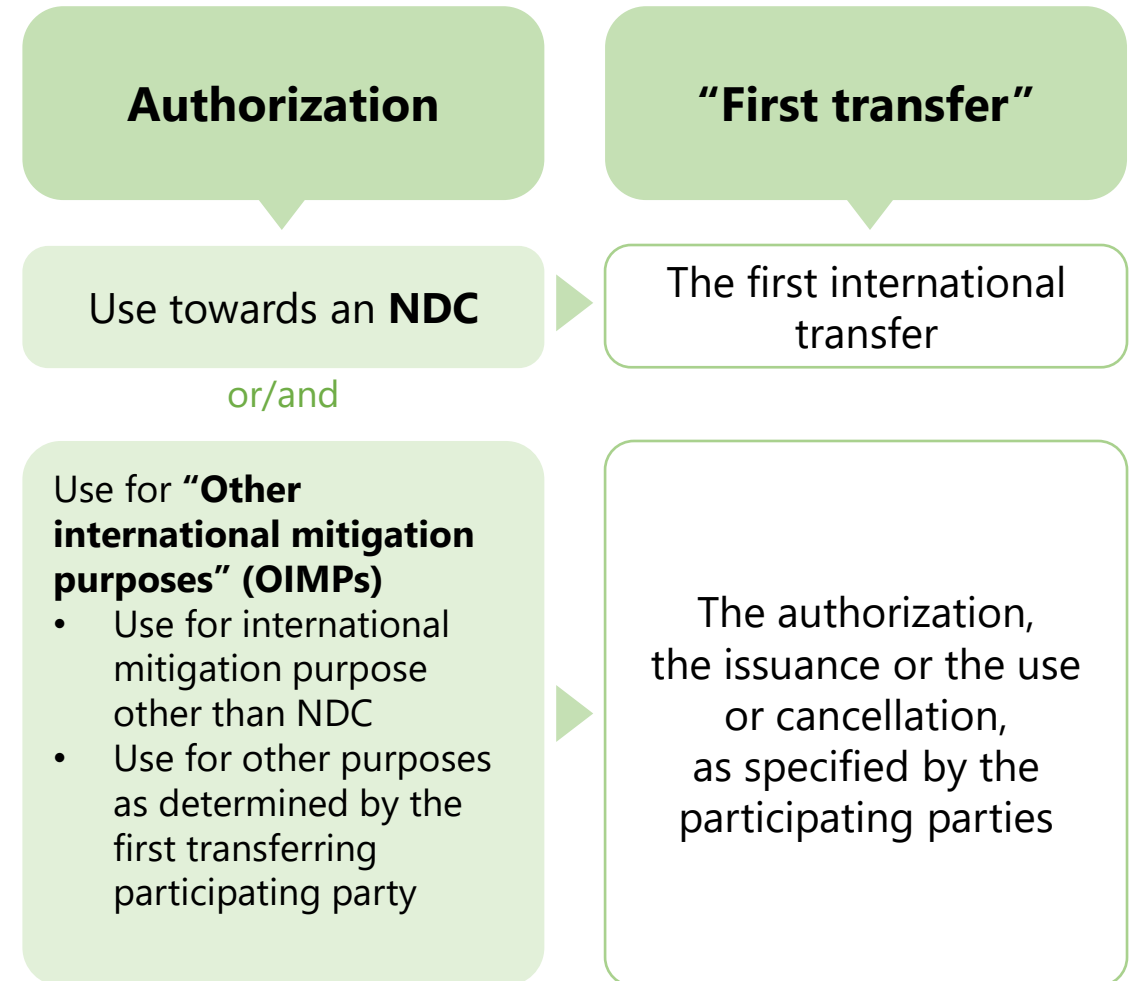 Authorization
“First transfer”
Use towards an NDC
The first international
transfer
or/and
Use for “Other
international mitigation
purposes” (OIMPs)
• Use for international
mitigation purpose
other than NDC
• Use for other purposes
as determined by the
first transferring
participating party
The authorization,
the issuance or the use
or cancellation,
as specified by the
participating parties